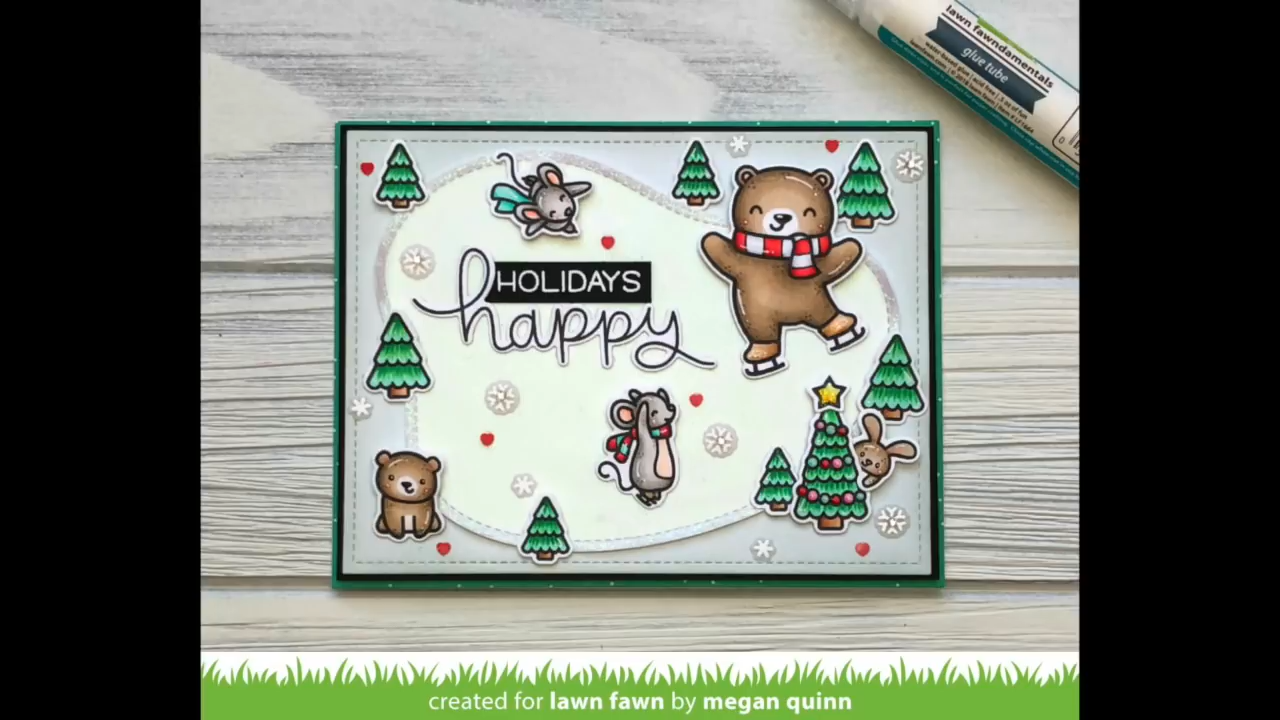 lawn fawndamentals
glue tube
HOLIDAYS
happy
created for lawn fawn by megan quinn